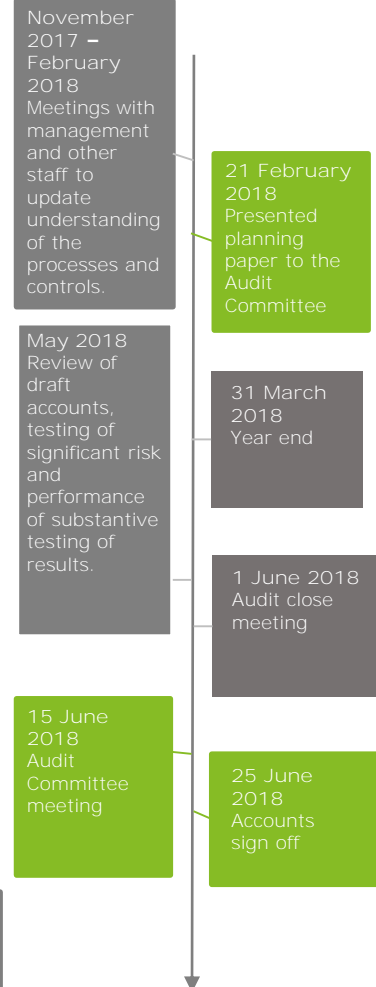 November
2017 –
February
2018
Meetings with
management
and other
staff to
update
understanding
of the
processes and
controls.
21 February
2018
Presented
planning
paper to the
Audit
Committee
May 2018
Review of
draft
accounts,
testing of
significant risk
and
performance
of substantive
testing of
results.
31 March
2018
Year end
1 June 2018
Audit close
meeting
15 June
2018
Audit
Committee
meeting
25 June
2018
Accounts
sign off